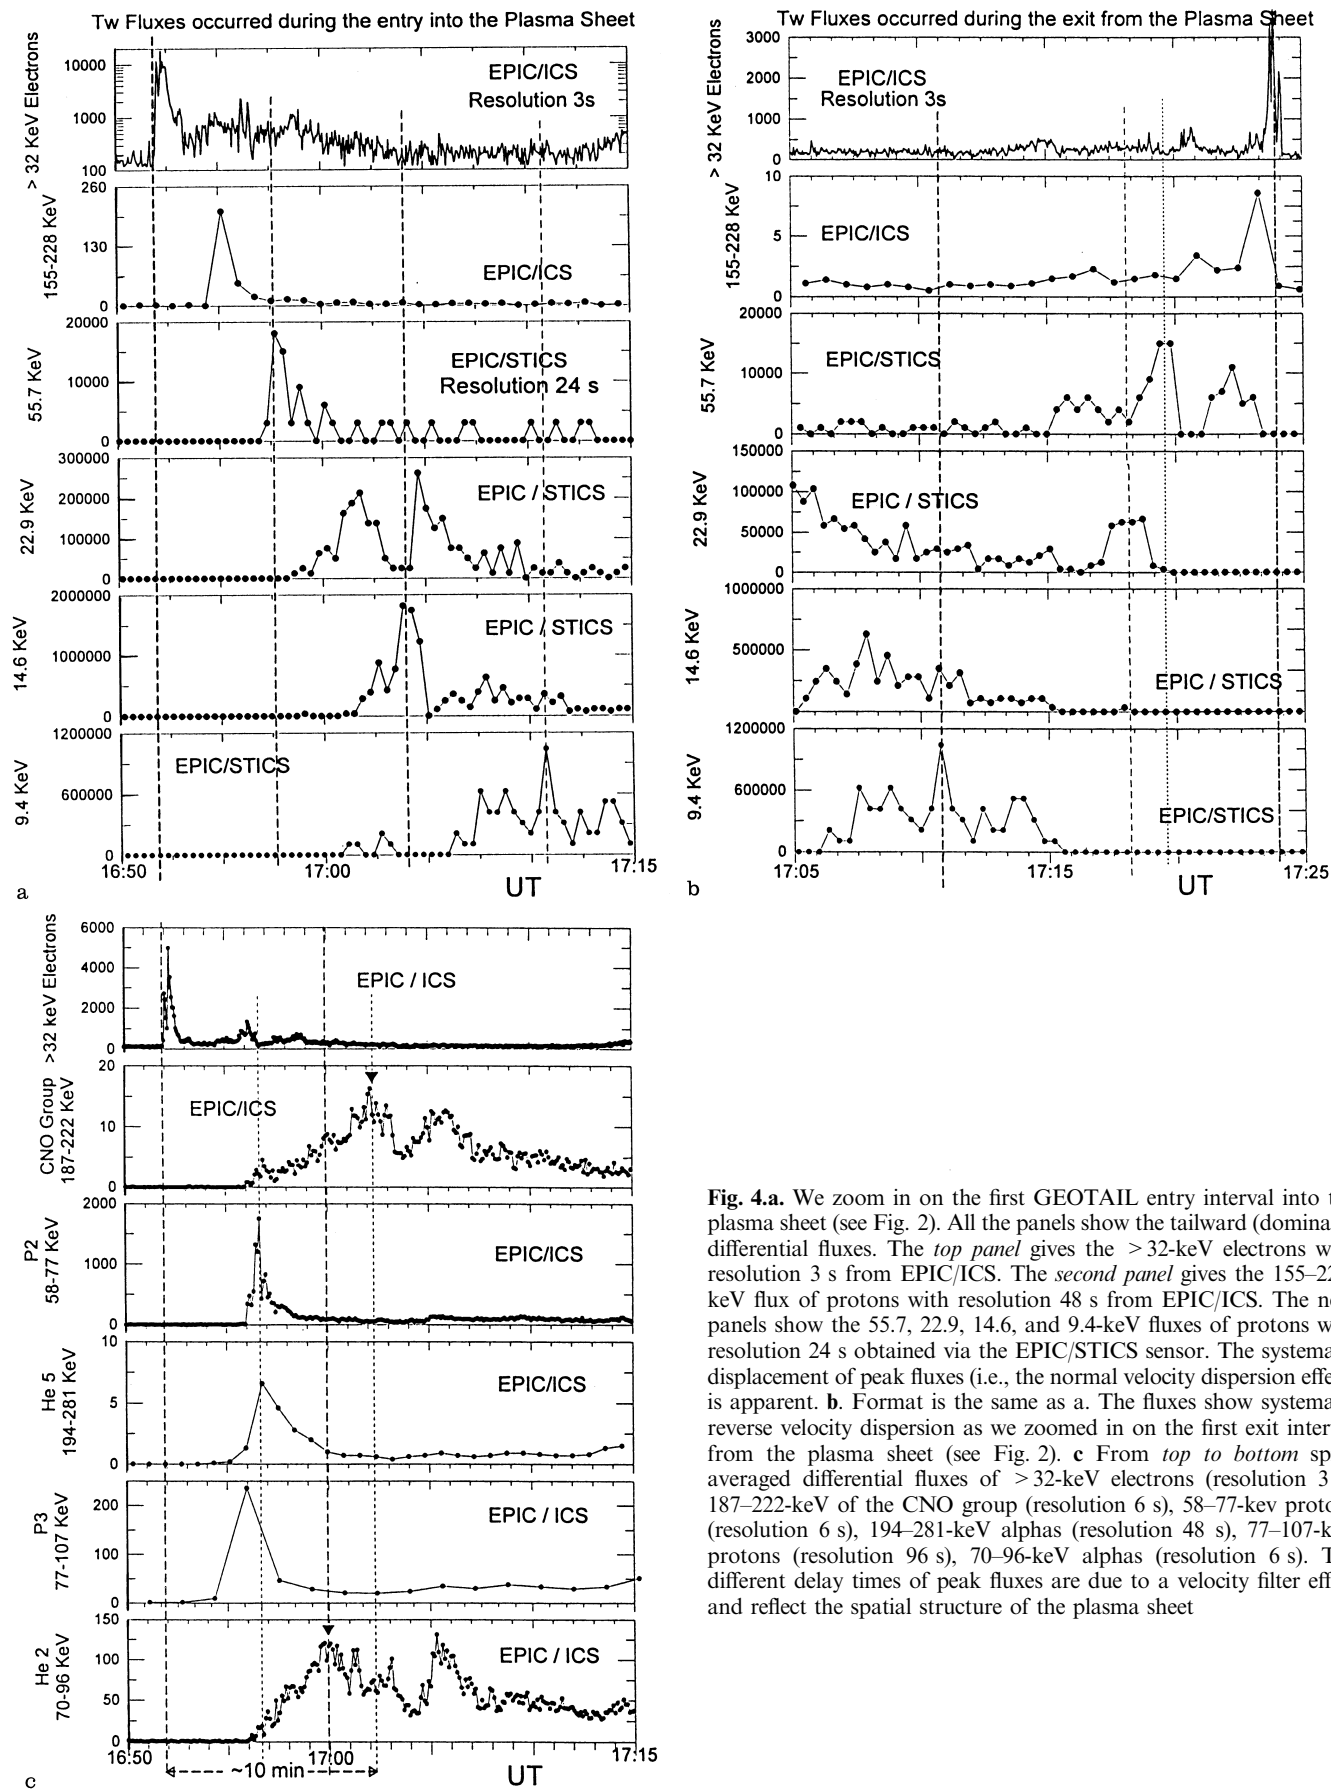 Tw Fluxes occurred during the entry into the Plasma Sheet
> 32 KeV Electrons
10000
1000
100
EPIC/ICS
Resolution 3s
155-228 KeV
260
130
0
EPIC/ICS
55.7 KeV
20000
10000
0
EPIC/STICS
Resolution 24 s
22.9 KeV
300000
200000
100000
0
EPIC / STICS
14.6 KeV
2000000
1000000
0
EPIC / STICS
9.4 KeV
1200000
600000
0
EPIC/STICS
16:50
17:00
17:15
UT
a
Tw Fluxes occurred during the exit from the Plasma Sheet
> 32 KeV Electrons
3000
2000
1000
0
EPIC/ICS
Resolution 3s
155-228 KeV
10
5
0
EPIC/ICS
55.7 KeV
20000
10000
0
EPIC/STICS
22.9 KeV
150000
100000
50000
0
EPIC / STICS
14.6 KeV
1000000
500000
0
EPIC / STICS
9.4 KeV
1200000
600000
0
EPIC/STICS
17:05
17:15
17:25
UT
b
>32 keV Electrons
6000
4000
2000
0
EPIC / ICS
CNO Group
187-222 KeV
20
10
0
EPIC/ICS
P2
58-77 KeV
2000
1000
0
EPIC/ICS
He 5
194-281 KeV
10
5
0
EPIC/ICS
P3
77-107 KeV
200
100
0
EPIC / ICS
He 2
70-96 KeV
150
100
50
0
EPIC / ICS
16:50
17:00
17:15
~10 min
UT
c
Fig. 4.a. We zoom in on the first GEOTAIL entry interval into t
plasma sheet (see Fig. 2). All the panels show the tailward (domina
differential fluxes. The top panel gives the >32-keV electrons w
resolution 3 s from EPIC/ICS. The second panel gives the 155–22
keV flux of protons with resolution 48 s from EPIC/ICS. The ne
panels show the 55.7, 22.9, 14.6, and 9.4-keV fluxes of protons w
resolution 24 s obtained via the EPIC/STICS sensor. The systema
displacement of peak fluxes (i.e., the normal velocity dispersion effe
is apparent. b. Format is the same as a. The fluxes show systema
reverse velocity dispersion as we zoomed in on the first exit inter
from the plasma sheet (see Fig. 2). c From top to bottom sp
averaged differential fluxes of >32-keV electrons (resolution 3
187–222-keV of the CNO group (resolution 6 s), 58–77-kev proto
(resolution 6 s), 194–281-keV alphas (resolution 48 s), 77–107-k
protons (resolution 96 s), 70–96-keV alphas (resolution 6 s). T
different delay times of peak fluxes are due to a velocity filter eff
and reflect the spatial structure of the plasma sheet